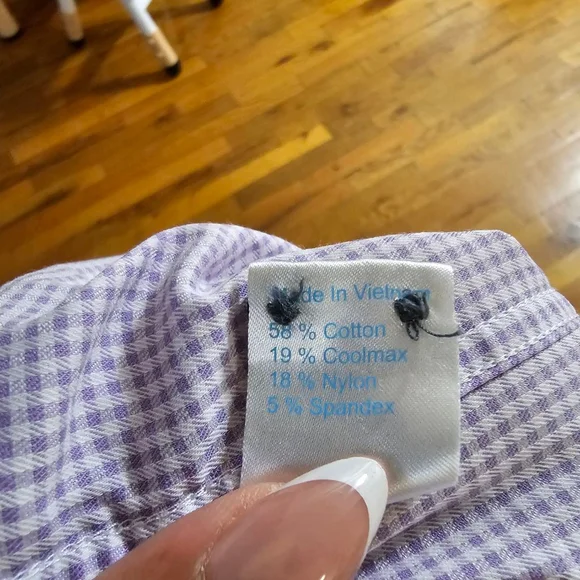 Made In Vietnam
58 % Cotton
19 % Coolmax
18 % Nylon
5 % Spandex